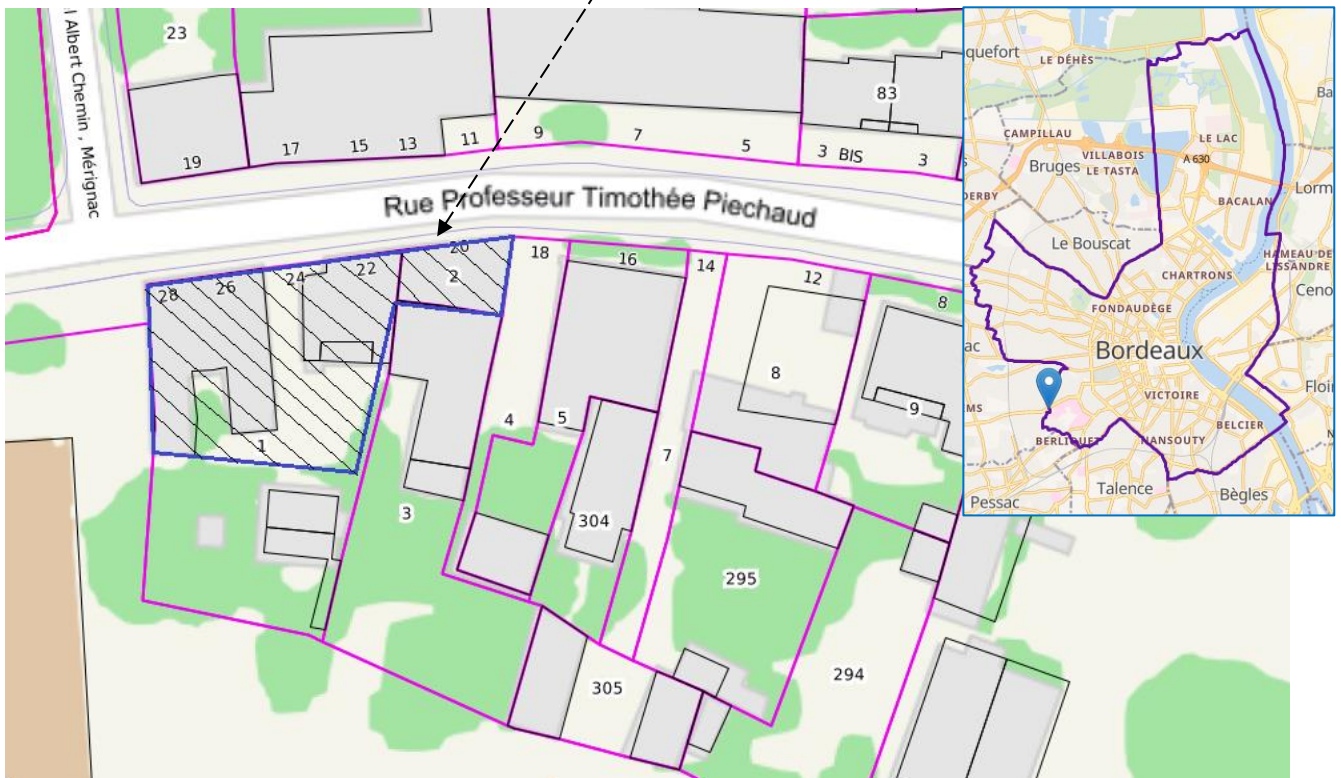 23
l Albert Chemin , Mérignac
83
19
17
15
13
11
9
7
5
3 BIS
3
Rue Professeur Timothée Piechaud
28
26
24
22
20
2
18
16
14
12
8
8
9
1
3
4
5
7
304
295
305
294
quefort
LE DÉHÈS
Ba
CAMPILLAU
Bruges
VILLABOIS
LE TASTA
LE LAC
A 630
DERBY
BACALAN
Lorm
Le Bouscat
HAMEAU DE
LISSANDRE
CHARTRONS
Ceno
FONDAUDÈGE
ac
Bordeaux
Floi
VICTOIRE
MS
BELCIER
BERLIQUET
NANSOUTY
Talence
Bègles
Pessac